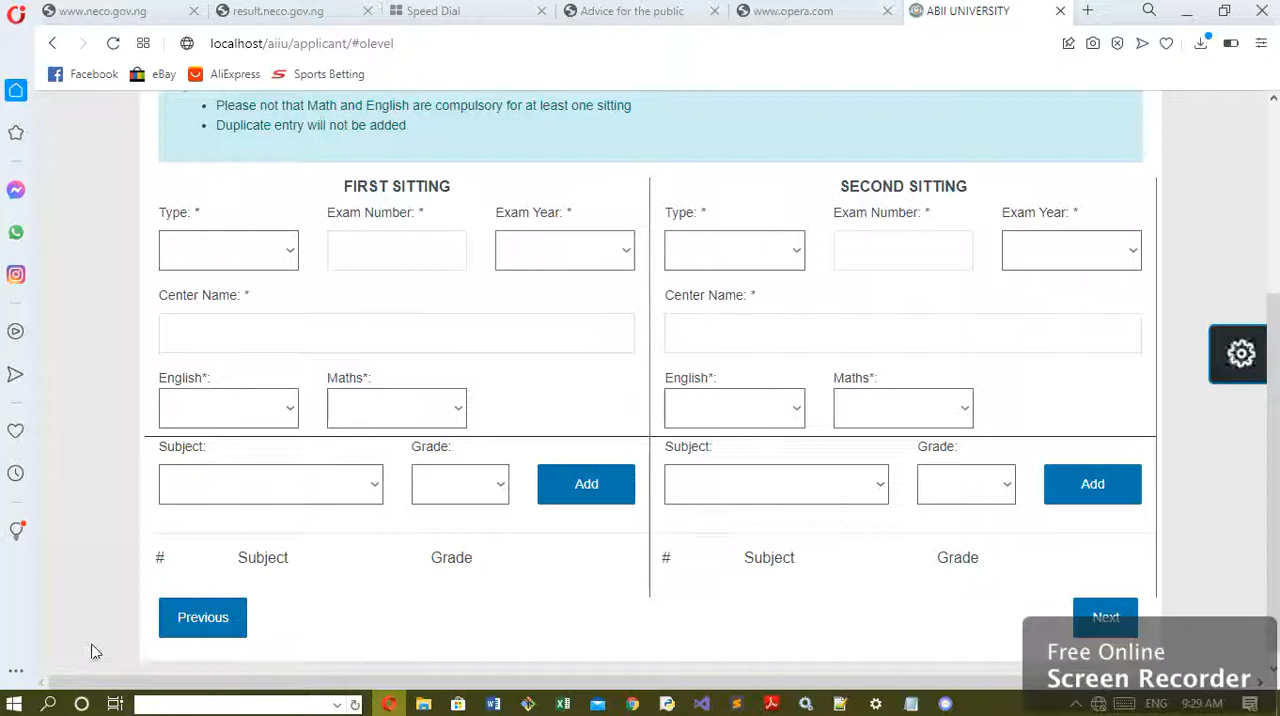 www.neco.gov.ng
result.neco.gov.ng
Speed Dial
Advice for the public
www.opera.com
ABII UNIVERSITY
localhost/aiiu/applicant/#olevel
Facebook
eBay
AliExpress
Sports Betting
Please not that Math and English are compulsory for at least one sitting
Duplicate entry will not be added
FIRST SITTING
SECOND SITTING
Type: * Exam Number: * Exam Year: *
Type: * Exam Number: * Exam Year: *
Center Name: *
Center Name: *
English*: Maths*:
English*: Maths*:
Subject: Grade:
Subject: Grade:
Add
Add
# Subject Grade
# Subject Grade
Previous
Next
Free Online
Screen Recorder
ENG
9:29 AM